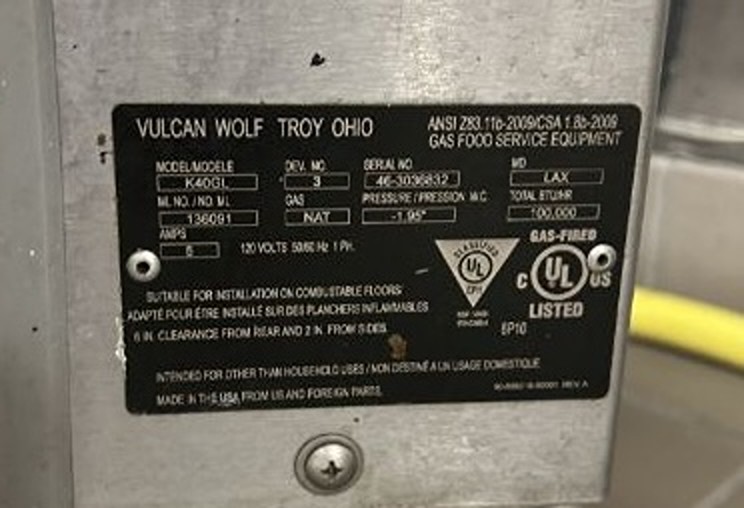 VULCAN WOLF TROY OHIO
ANSI Z83.11b-2009/CSA 1.8b-2009
GAS FOOD SERVICE EQUIPMENT
MODEL/MODELE DEV. NO. SERIAL NO MD
K40GL 3 46-3036832 LAX
ML NO. / NO. ML GAS PRESSURE / PRESSION W.C. TOTAL BTU/HR
136091 NAT -1.95" 100,000
AMPS
120 VOLTS 50/60 Hz 1 PH.
GAS-FIRED
CLASSIFIED
UL
EPH
C UL US
LISTED
SUITABLE FOR INSTALLATION ON COMBUSTABLE FLOORS
ADAPTÉ POUR ÊTRE INSTALLÉ SUR DES PLANCHERS INFLAMMABLES
6 IN. CLEARANCE FROM REAR AND 2 IN. FROM SIDES.
INTENDED FOR OTHER THAN HOUSEHOLD USES / NON DESTINÉ A UN USAGE DOMESTIQUE
MADE IN THE USA FROM US AND FOREIGN PARTS.
REV A